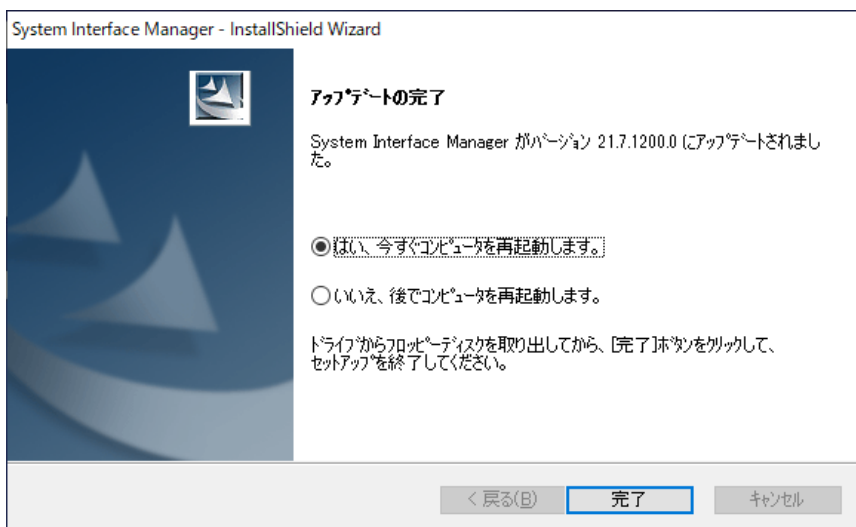 System Interface Manager - InstallShield Wizard
ｱｯﾌﾟﾃﾞｰﾄの完了
System Interface Manager がﾊﾞｰｼﾞｮﾝ 21.7.1200.0 にｱｯﾌﾟﾃﾞｰﾄされまし
た。
はい、今すぐｺﾝﾋﾟｭｰﾀを再起動します。
いいえ、後でｺﾝﾋﾟｭｰﾀを再起動します。
ﾄﾞﾗｲﾌﾞからﾌﾛｯﾋﾟｰﾃﾞｨｽｸを取り出してから、[完了]ﾎﾞﾀﾝをｸﾘｯｸして、
ｾｯﾄｱｯﾌﾟを終了してください。
< 戻る(B) 完了 ｷｬﾝｾﾙ